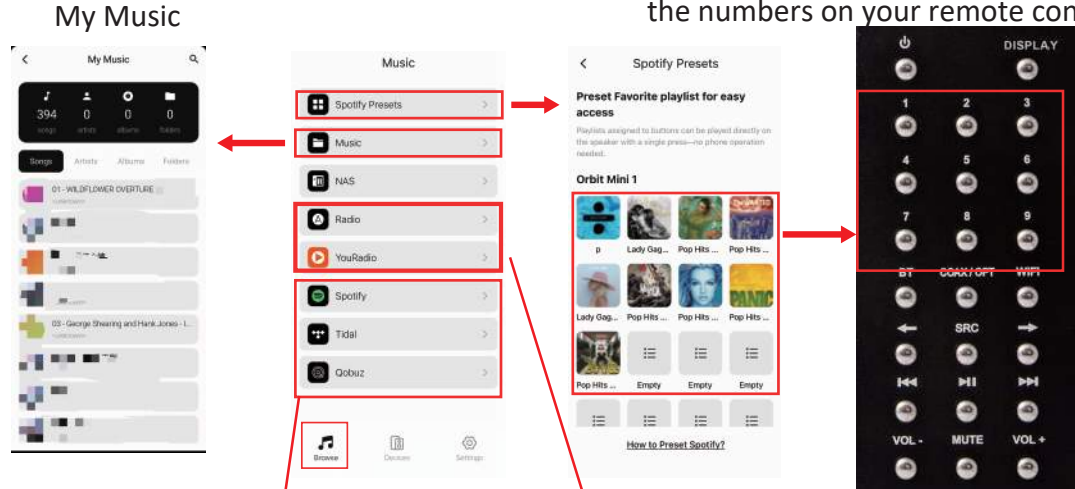 My Music
the numbers on your remote con
My Music
394 0 0 0
songs artists albums folders
Songs Artists Albums Folders
01 - WILDFLOWER OVERTURE
03 - George Shearing and Hank Jones - I...
Music
Spotify Presets
Music
NAS
Radio
YouRadio
Spotify
Tidal
Qobuz
Browse Devices Settings
Spotify Presets
Preset Favorite playlist for easy
access
Playlists assigned to buttons can be played directly on
the speaker with a single press—no phone operation
needed.
Orbit Mini 1
p Lady Gag... Pop Hits ... Pop Hits ...
Lady Gag... Pop Hits ... Pop Hits ... Pop Hits ...
PANIC
Pop Hits ... Empty Empty Empty
How to Preset Spotify?
DISPLAY
1 2 3
4 5 6
7 8 9
BT COAX / OPT WIFI
SRC
VOL - MUTE VOL +